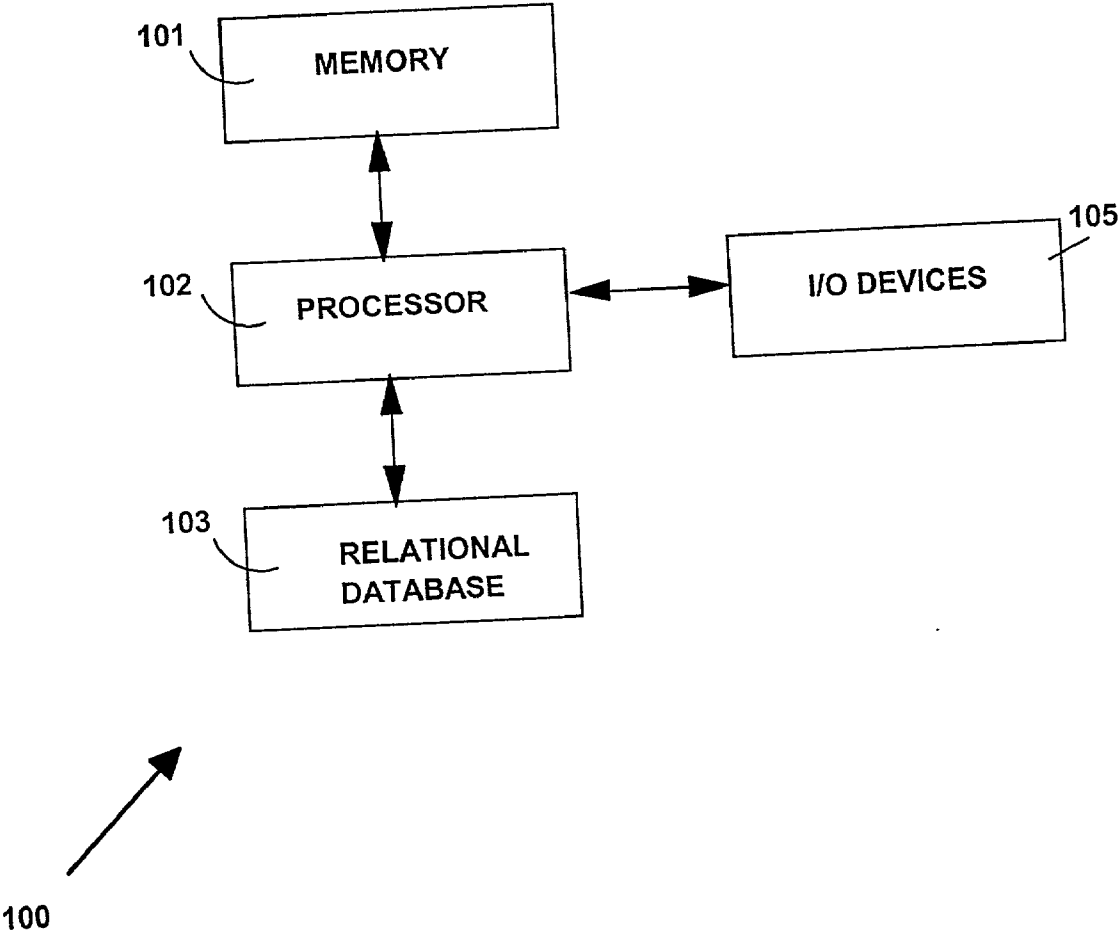 101
MEMORY
105
102
PROCESSOR
I/O DEVICES
103
RELATIONAL
DATABASE
100